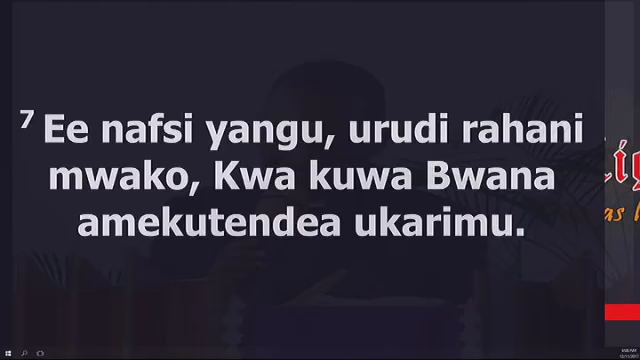 7 Ee nafsi yangu, urudi rahani
mwako, Kwa kuwa Bwana
amekutendea ukarimu.